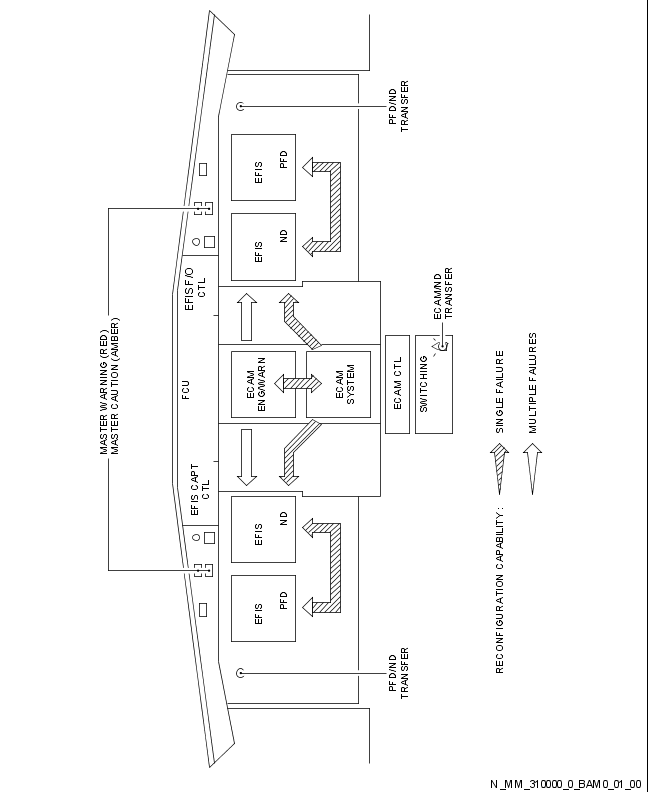 MASTER WARNING (RED)
MASTER CAUTION (AMBER)
EFIS CAPT
CTL
FCU
EFIS F/O
CTL
PFD/ND
TRANSFER
EFIS
PFD
EFIS
ND
ECAM
ENG/WARN
ECAM
SYSTEM
EFIS
ND
EFIS
PFD
PFD/ND
TRANSFER
ECAM CTL
SWITCHING
ECAM/ND
TRANSFER
RECONFIGURATION CAPABILITY :
SINGLE FAILURE
MULTIPLE FAILURES
N_MM_310000_0_BAM0_01_00